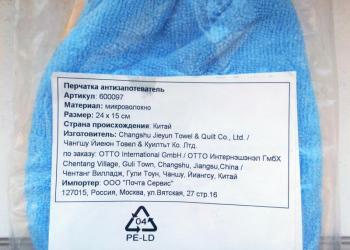 Перчатка антизапотеватель
Артикул: 600097
Материал: микроволокно
Размер: 24 x 15 см
Страна происхождения: Китай
Изготовитель: Changshu Jieyun Towel & Quilt Co., Ltd. /
Чангшу Йиеюн Товел & Куилтып Ко. Лтд.
по заказу: OTTO International GmbH / ОТТО Интернэшэнэл ГмбХ
Chentang Village, Guli Town, Changshu, Jiangsu,China /
Чентанг Вилладж, Гули Тоун, Чаншу, Йиангсу, Китай
Импортер: ООО "Почта Сервис"
127015, Россия, Москва, ул.Вятская, 27 стр.16
04
PE-LD